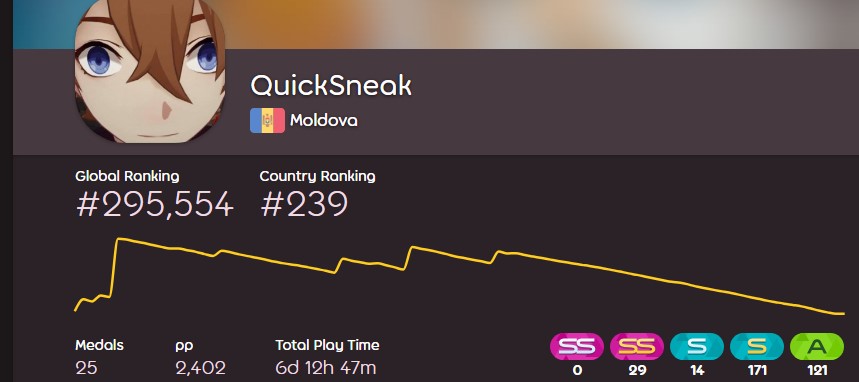 QuickSneak
Moldova
Global Ranking Country Ranking
#295,554 #239
Medals pp Total Play Time
25 2,402 6d 12h 47m
SS SS S S A
0 29 14 171 121